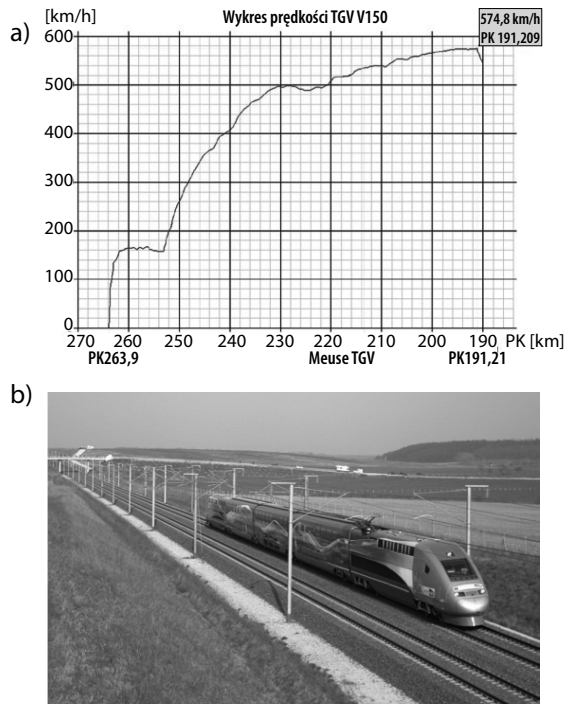 a)
[km/h]
Wykres prędkości TGV V150
574,8 km/h
PK 191,209
600
500
400
300
200
100
0
270 260 250 240 230 220 210 200 190 PK [km]
PK263,9 Meuse TGV PK191,21
b)